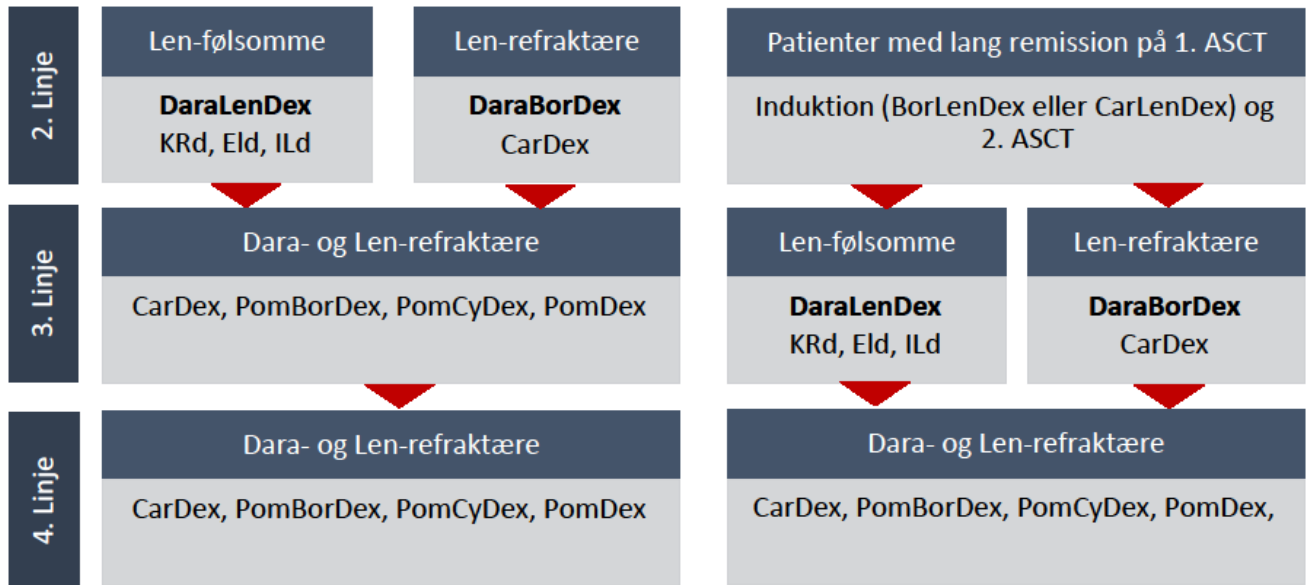 2. Linje
Len-følsomme
DaraLenDex
KRd, Eld, ILd
Len-refraktære
DaraBorDex
CarDex
Patienter med lang remission på 1. ASCT
Induktion (BorLenDex eller CarLenDex) og
2. ASCT
3. Linje
Dara- og Len-refraktære
CarDex, PomBorDex, PomCyDex, PomDex
Len-følsomme
DaraLenDex
KRd, Eld, ILd
Len-refraktære
DaraBorDex
CarDex
4. Linje
Dara- og Len-refraktære
CarDex, PomBorDex, PomCyDex, PomDex
Dara- og Len-refraktære
CarDex, PomBorDex, PomCyDex, PomDex,